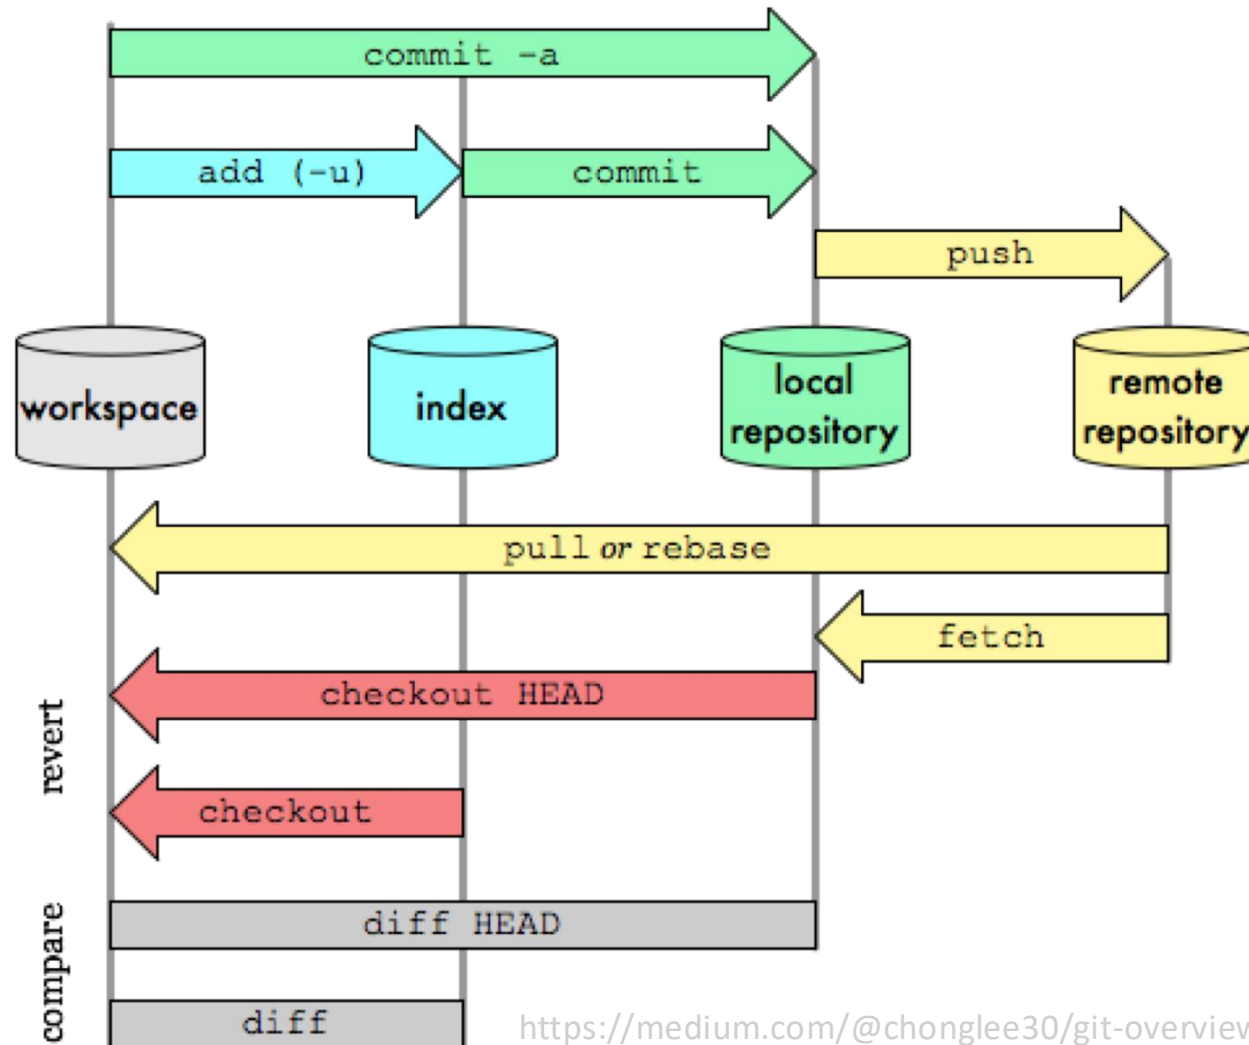 commit -a
add (-u)
commit
push
workspace
index
local
repository
remote
repository
pull or rebase
fetch
revert
checkout HEAD
checkout
compare
diff HEAD
diff
https://medium.com/@chonglee30/git-overview